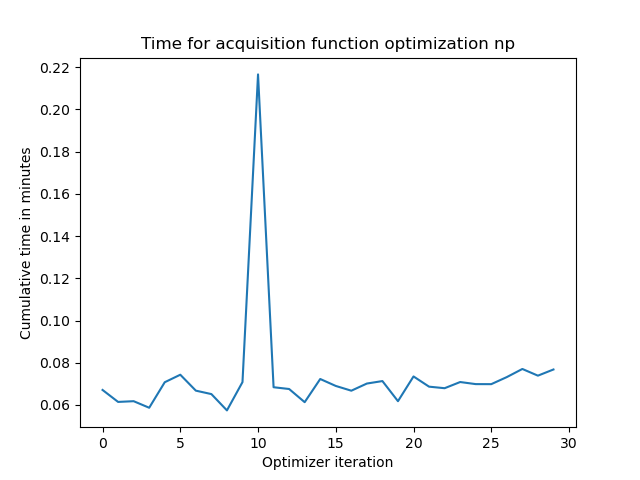 Time for acquisition function optimization np
Cumulative time in minutes
0.22
0.20
0.18
0.16
0.14
0.12
0.10
0.08
0.06
0 5 10 15 20 25 30
Optimizer iteration